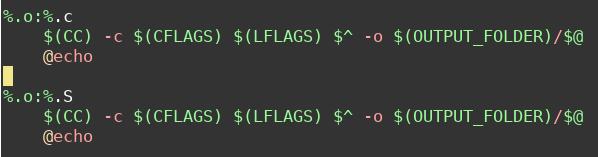 %.o:%.c
    $(CC) -c $(CFLAGS) $(LFLAGS) $^ -o $(OUTPUT_FOLDER)/$@
    @echo

%.o:%.S
    $(CC) -c $(CFLAGS) $(LFLAGS) $^ -o $(OUTPUT_FOLDER)/$@
    @echo